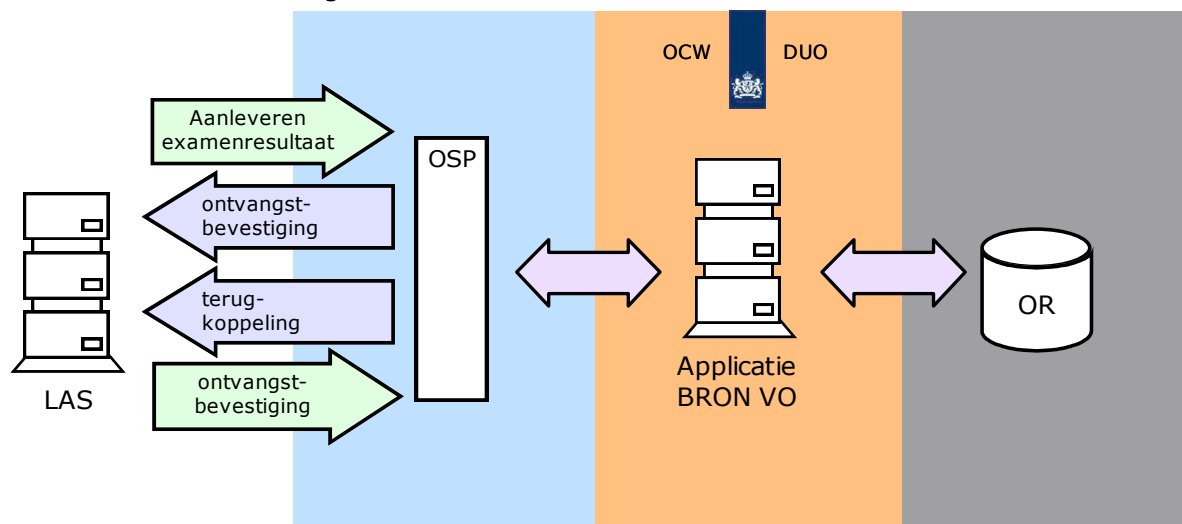 OCW
DUO
Aanleveren
examenresultaat
OSP
ontvangst-
bevestiging
terug-
koppeling
ontvangst-
bevestiging
LAS
Applicatie
BRON VO
OR